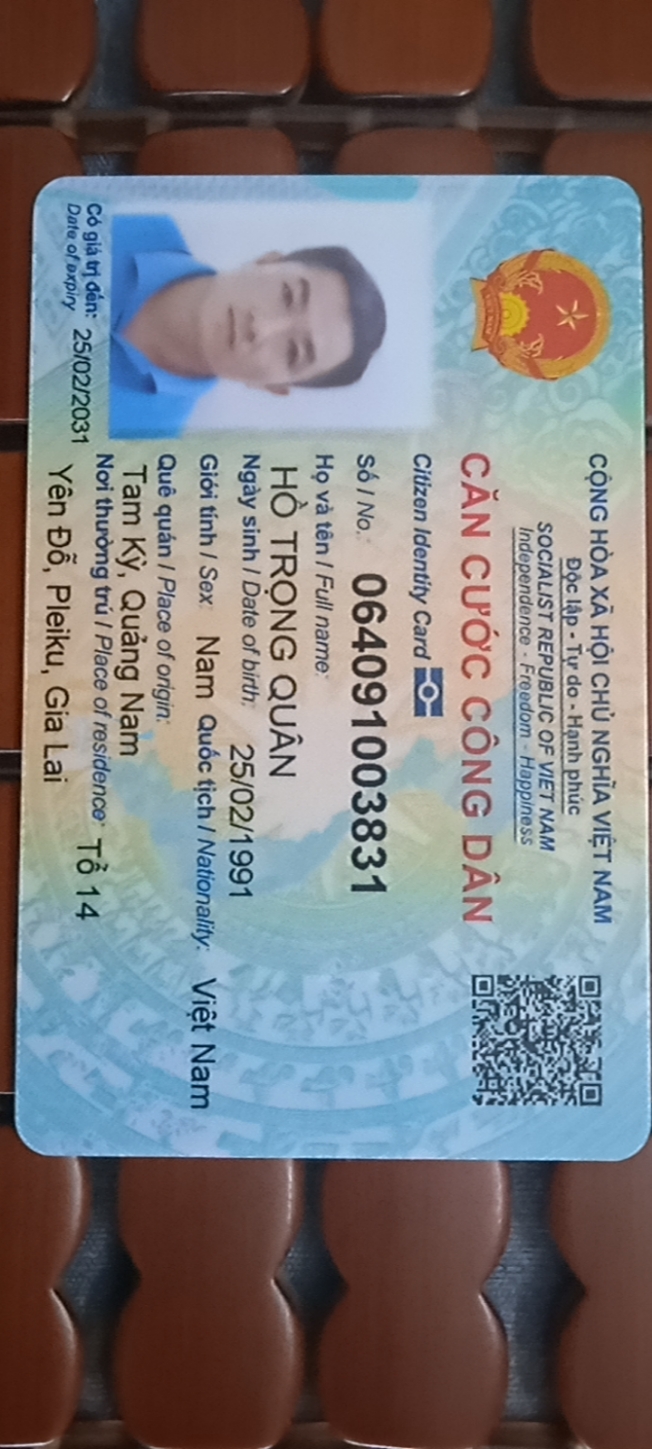 CỘNG HÒA XÃ HỘI CHỦ NGHĨA VIỆT NAM
Độc lập - Tự do - Hạnh phúc
SOCIALIST REPUBLIC OF VIET NAM
Independence - Freedom - Happiness
CĂN CƯỚC CÔNG DÂN
Citizen Identity Card
Số / No.: 064091003831
Họ và tên / Full name:
HỒ TRỌNG QUÂN
Ngày sinh / Date of birth: 25/02/1991
Giới tính / Sex: Nam Quốc tịch / Nationality: Việt Nam
Quê quán / Place of origin:
Tam Kỳ, Quảng Nam
Nơi thường trú / Place of residence: Tổ 14
Yên Đỗ, Pleiku, Gia Lai
Có giá trị đến: 25/02/2031
Date of expiry